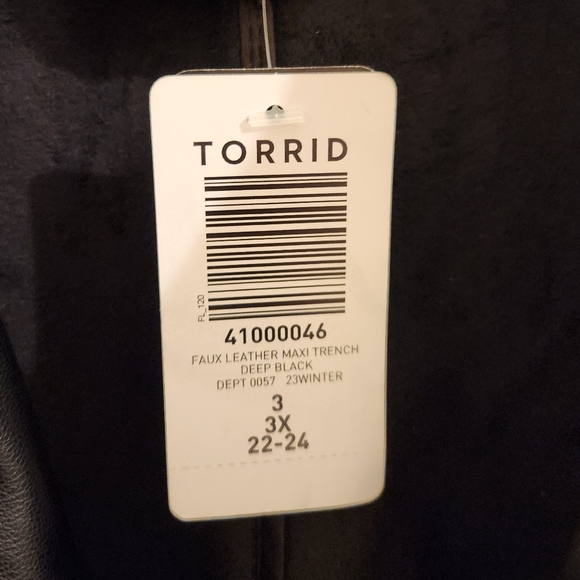 TORRID
FL_120
41000046
FAUX LEATHER MAXI TRENCH
DEEP BLACK
DEPT 0057 23WINTER
3
3X
22-24